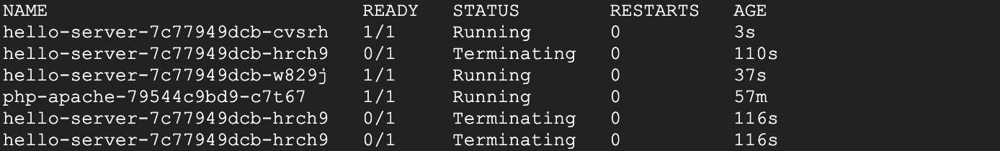 NAME READY STATUS RESTARTS AGE
hello-server-7c77949dcb-cvsrh 1/1 Running 0 3s
hello-server-7c77949dcb-hrch9 0/1 Terminating 0 110s
hello-server-7c77949dcb-w829j 1/1 Running 0 37s
php-apache-79544c9bd9-c7t67 1/1 Running 0 57m
hello-server-7c77949dcb-hrch9 0/1 Terminating 0 116s
hello-server-7c77949dcb-hrch9 0/1 Terminating 0 116s